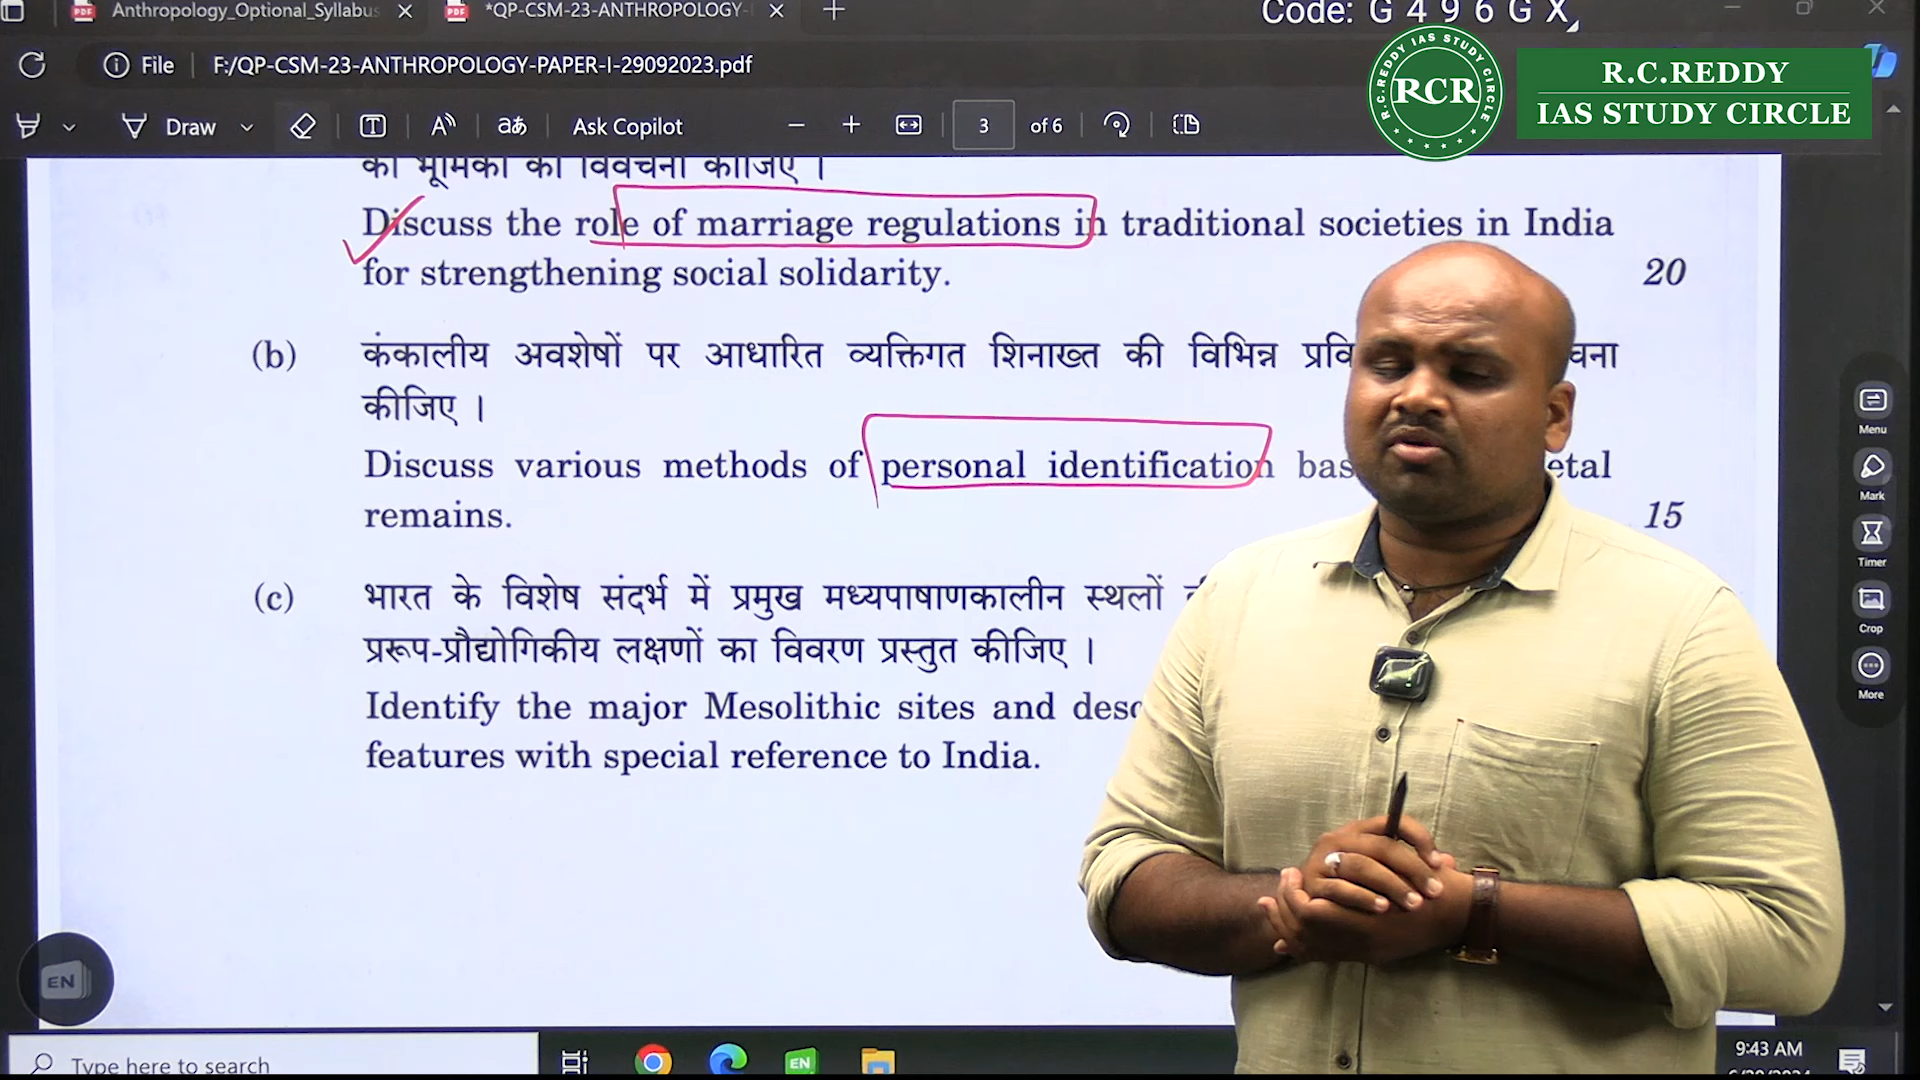 Anthropology_Optional_Syllabus
*QP-CSM-23-ANTHROPOLOGY-
Code: G 4 9 6 G X
File
F:/QP-CSM-23-ANTHROPOLOGY-PAPER-I-29092023.pdf
R.C.REDDY IAS STUDY CIRCLE
RCR
R.C.REDDY
IAS STUDY CIRCLE
Draw
aあ
Ask Copilot
3
of 6
की भूमिका की विवेचना कीजिए ।
Discuss the role of marriage regulations in traditional societies in India
for strengthening social solidarity.
20
(b) कंकालीय अवशेषों पर आधारित व्यक्तिगत शिनाख्त की विभिन्न
कीजिए ।
Discuss various methods of personal identification
remains.
15
(c) भारत के विशेष संदर्भ में प्रमुख मध्यपाषाणकालीन स्थलों
प्ररूप-प्रौद्योगिकीय लक्षणों का विवरण प्रस्तुत कीजिए ।
Identify the major Mesolithic sites and
features with special reference to India.
Menu
Mark
Timer
Crop
More
EN
Type here to search
EN
9:43 AM